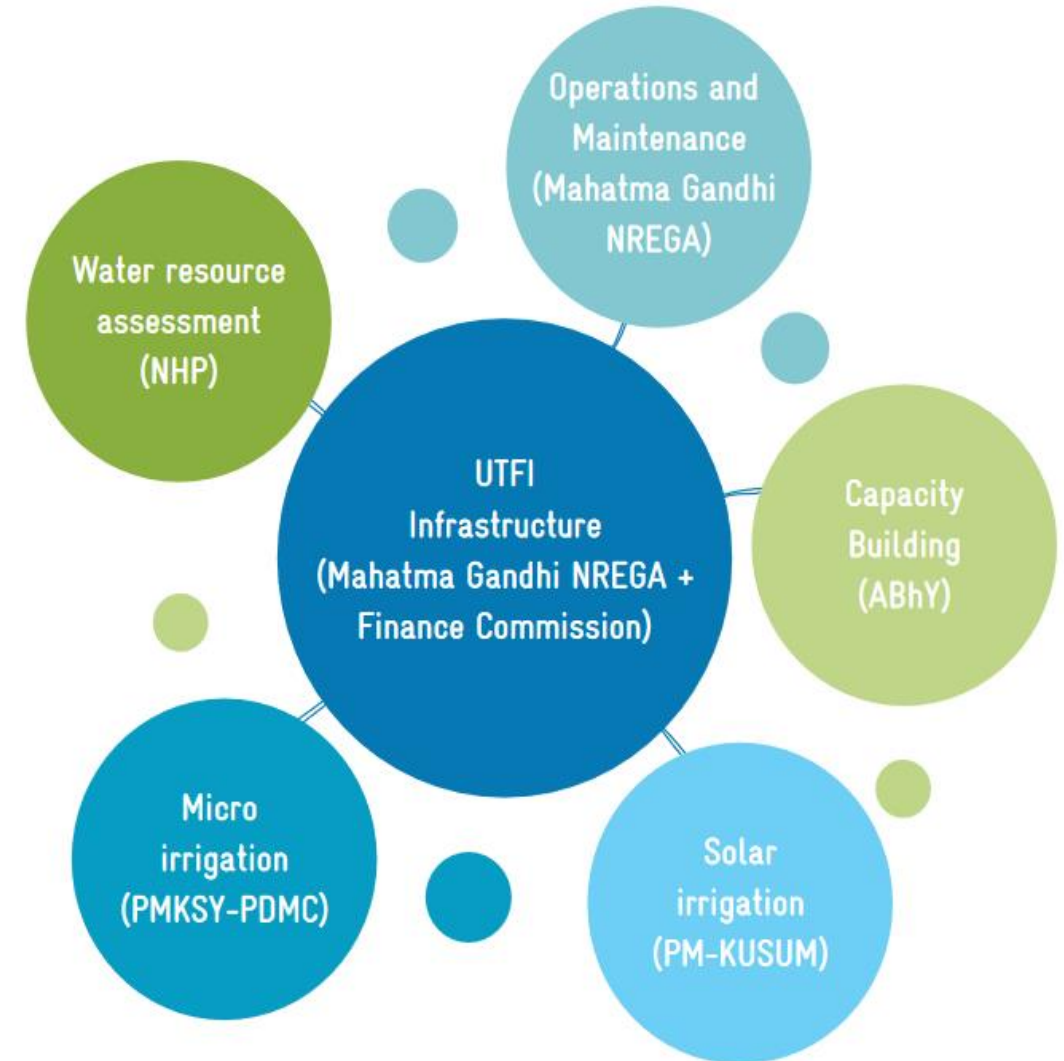 Operations and
Maintenance
(Mahatma Gandhi
NREGA)
Water resource
assessment
(NHP)
UTFI
Infrastructure
(Mahatma Gandhi NREGA +
Finance Commission)
Capacity
Building
(ABhY)
Micro
irrigation
(PMKSY-PDMC)
Solar
irrigation
(PM-KUSUM)